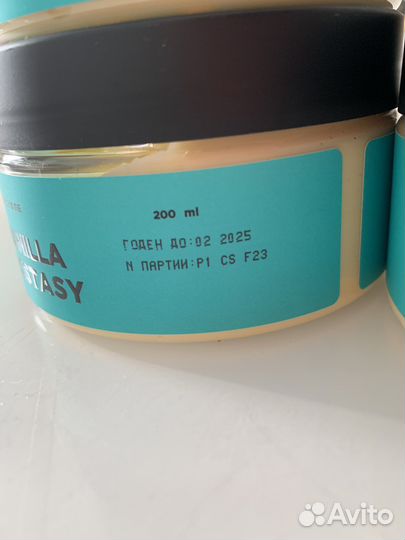 200 ml
ГОДЕН ДО:02 2025
N ПАРТИИ:P1 CS F23
Avito